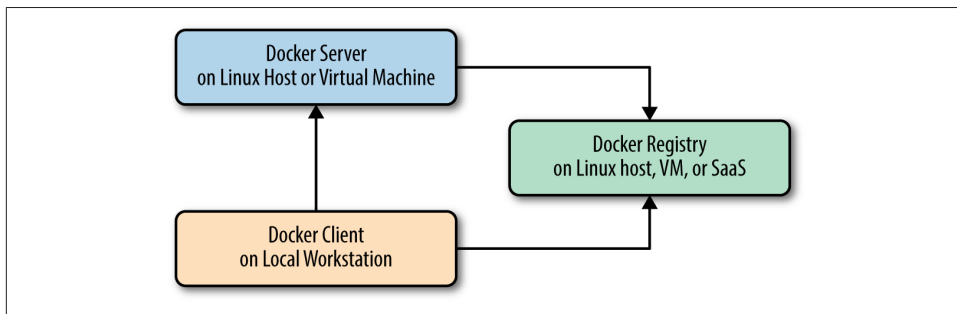 Docker Server
on Linux Host or Virtual Machine
Docker Registry
on Linux host, VM, or SaaS
Docker Client
on Local Workstation